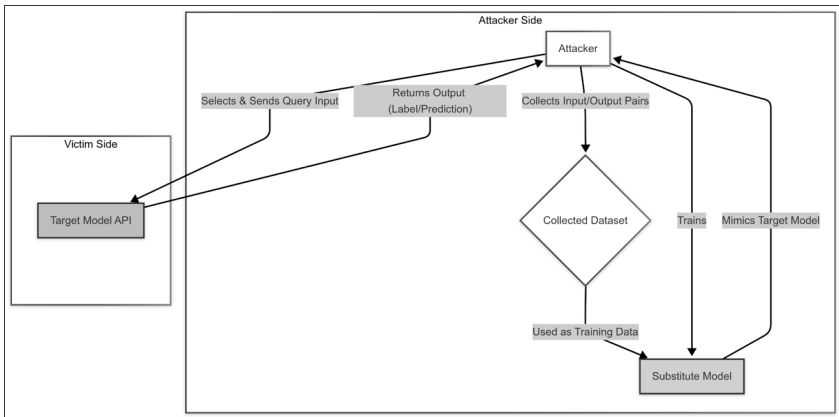 Attacker Side
Attacker
Selects & Sends Query Input
Returns Output
(Label/Prediction)
Collects Input/Output Pairs
Victim Side
Target Model API
Collected Dataset
Trains
Mimics Target Model
Used as Training Data
Substitute Model